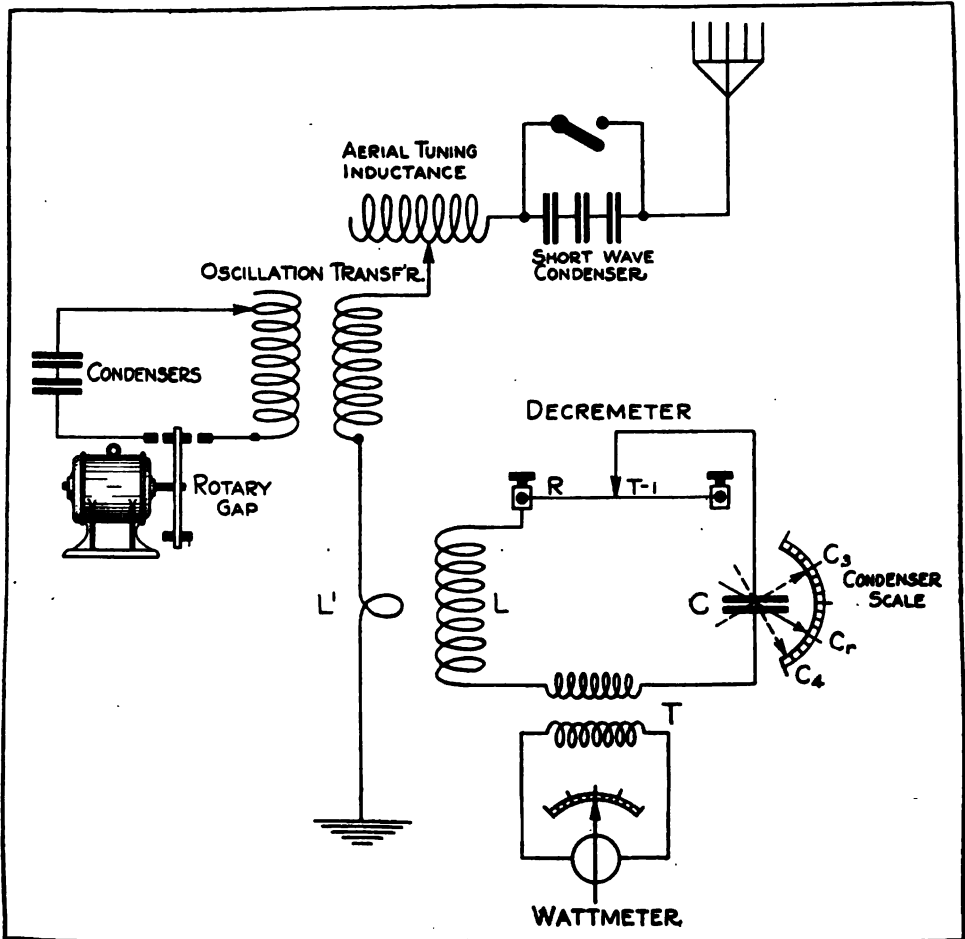 AERIAL TUNING
INDUCTANCE
SHORT WAVE
CONDENSER
OSCILLATION TRANSF'R.
CONDENSERS
ROTARY
GAP
DECREMETER
R
T-1
L'
L
C
C3
CONDENSER
SCALE
Cr
C4
T
WATTMETER